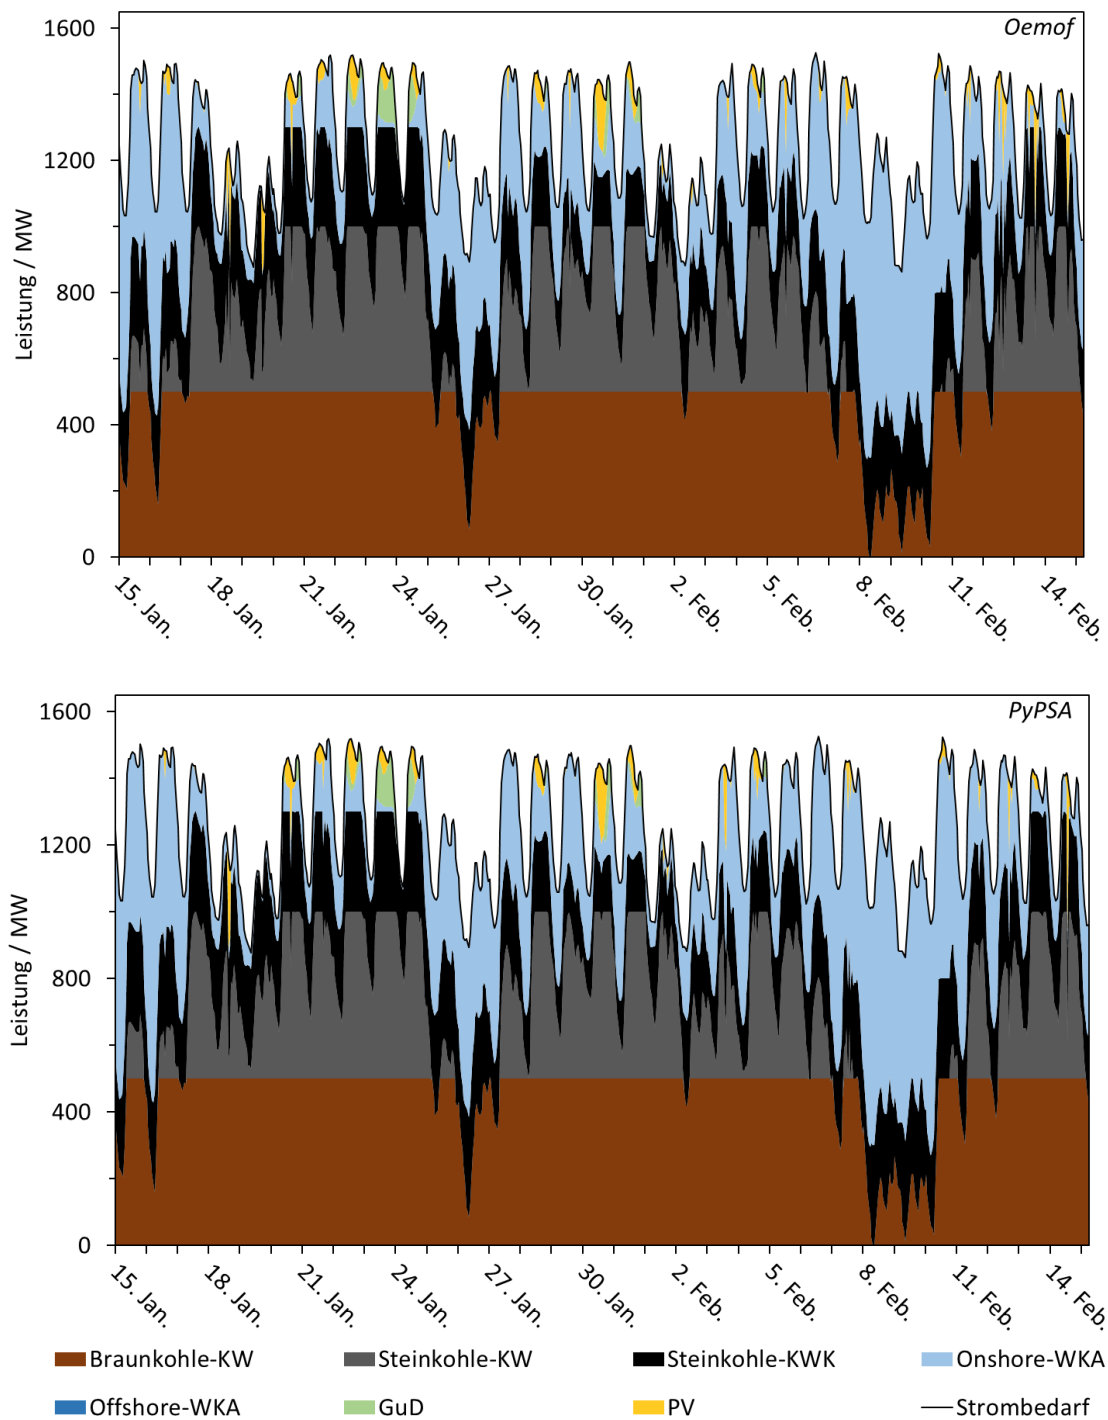 Oemof
Leistung / MW
1600
1200
800
400
0
15. Jan.
18. Jan.
21. Jan.
24. Jan.
27. Jan.
30. Jan.
2. Feb.
5. Feb.
8. Feb.
11. Feb.
14. Feb.
PyPSA
Leistung / MW
1600
1200
800
400
0
15. Jan.
18. Jan.
21. Jan.
24. Jan.
27. Jan.
30. Jan.
2. Feb.
5. Feb.
8. Feb.
11. Feb.
14. Feb.
Braunkohle-KW Steinkohle-KW Steinkohle-KWK Onshore-WKA
Offshore-WKA GuD PV Strombedarf